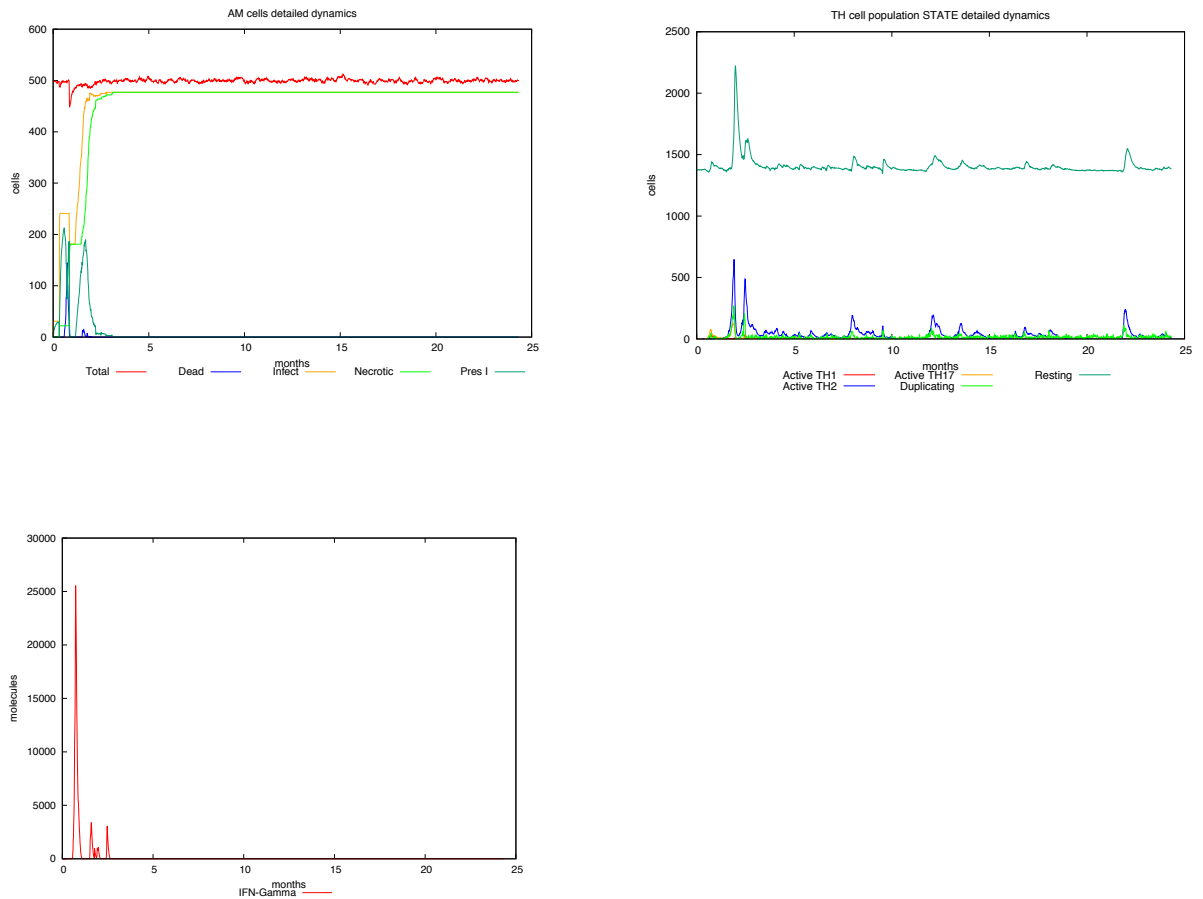 AM cells detailed dynamics
600
500
400
300
200
100
0
cells
0 5 10 15 20 25
months
Total Dead Infect Necrotic Pres I
TH cell population STATE detailed dynamics
2500
2000
1500
1000
500
0
cells
0 5 10 15 20 25
months
Active TH1 Active TH17 Resting
Active TH2 Duplicating
30000
25000
20000
15000
10000
5000
0
molecules
0 5 10 15 20 25
months
IFN-Gamma